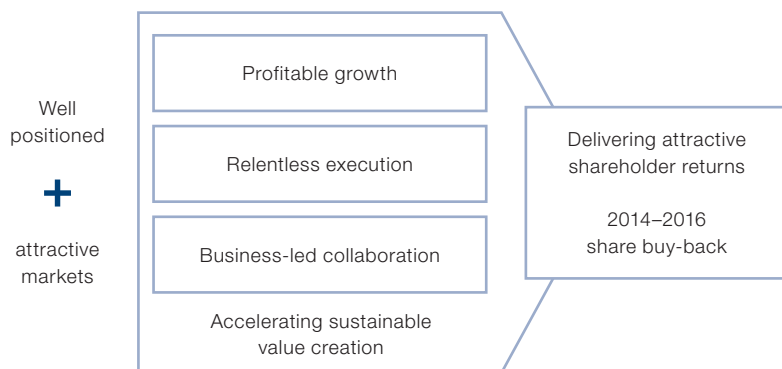 Well
positioned
+
attractive
markets
Profitable growth
Relentless execution
Business-led collaboration
Accelerating sustainable
value creation
Delivering attractive
shareholder returns
2014–2016
share buy-back